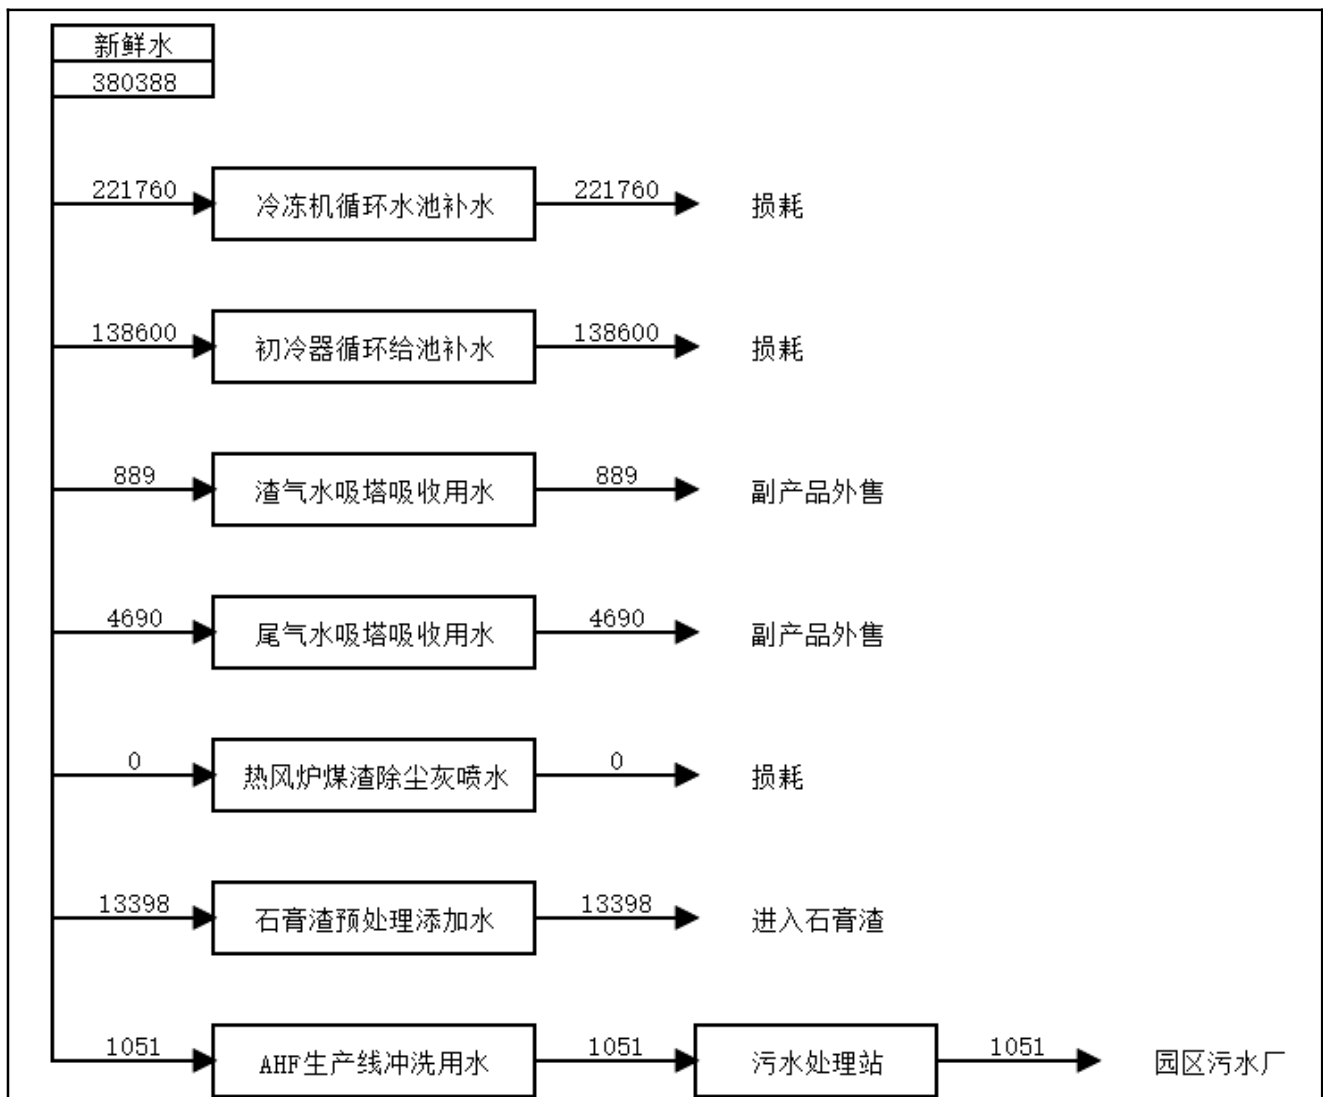 新鲜水
380388
221760 冷冻机循环水池补水 221760 损耗
138600 初冷器循环给池补水 138600 损耗
889 渣气水吸塔吸收用水 889 副产品外售
4690 尾气水吸塔吸收用水 4690 副产品外售
0 热风炉煤渣除尘灰喷水 0 损耗
13398 石膏渣预处理添加水 13398 进入石膏渣
1051 AHF生产线冲洗用水 1051 污水处理站 1051 园区污水厂